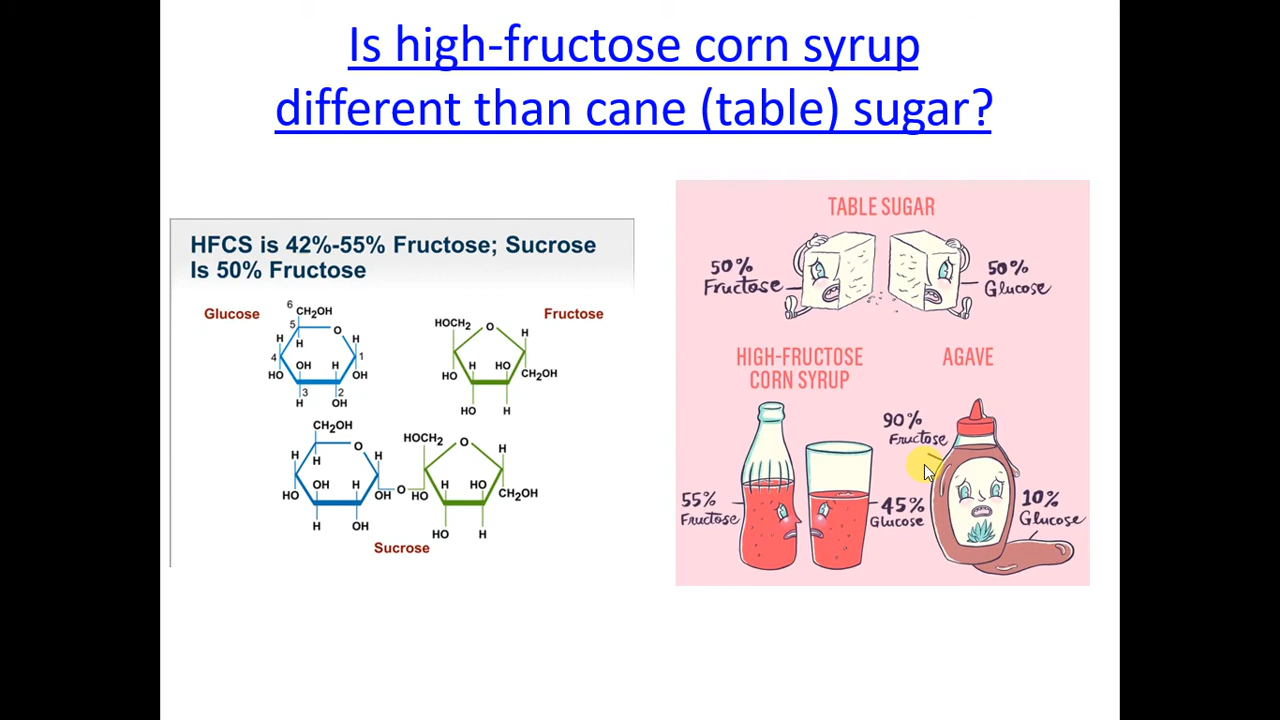 Is high-fructose corn syrup
different than cane (table) sugar?
HFCS is 42%-55% Fructose; Sucrose
Is 50% Fructose
Glucose
6
CH₂OH
5
O
H
H
H
4
1
OH
H
HO
OH
3
2
H
OH
Fructose
HOCH₂
O
H
H
HO
HO
CH₂OH
HO
H
CH₂OH
O
H
H
H
OH
H
HO
OH
H
OH
O
HOCH₂
O
H
H
HO
HO
CH₂OH
HO
H
Sucrose
TABLE SUGAR
50%
Fructose
50%
Glucose
HIGH-FRUCTOSE
CORN SYRUP
55%
Fructose
45%
Glucose
AGAVE
90%
Fructose
10%
Glucose